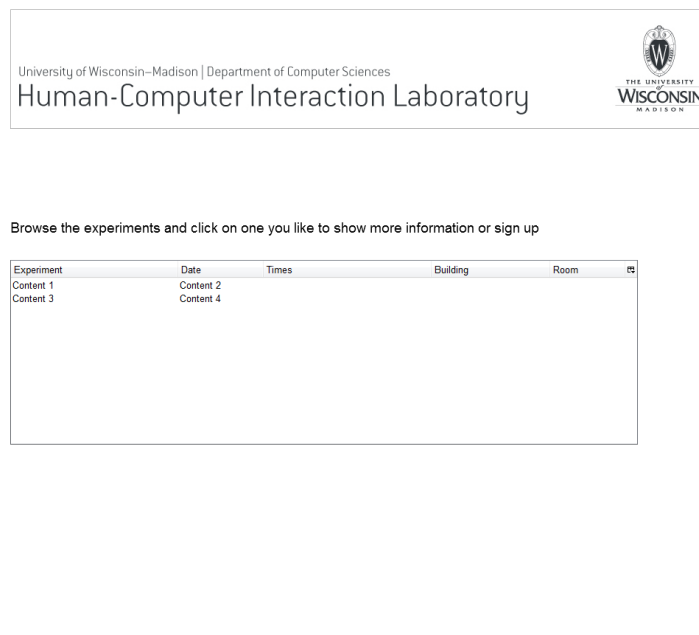 University of Wisconsin–Madison | Department of Computer Sciences
Human-Computer Interaction Laboratory
W
THE UNIVERSITY
of
WISCONSIN
MADISON
Browse the experiments and click on one you like to show more information or sign up
Experiment Date Times Building Room
Content 1 Content 2
Content 3 Content 4